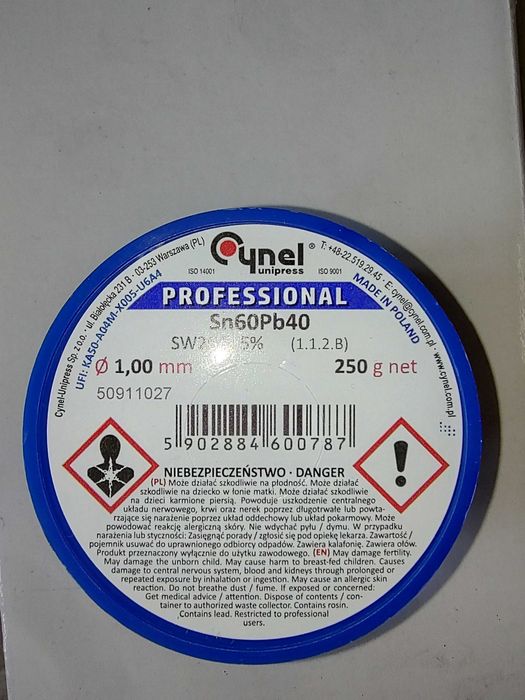 Cynel ®
unipress
ISO 14001
ISO 9001
Cynel-Unipress Sp. z o.o. · ul. Białołęcka 231 B · 03-253 Warszawa (PL)
UFI: KA50-A04M-X005-U6A4
T: +48-22.519.29.45 · E: cynel@cynel.com.pl
www.cynel.com.pl
MADE IN POLAND
PROFESSIONAL
Sn60Pb40
5% (1.1.2.B)
Ø 1,00 mm 250 g net
50911027
5 902884 600787
NIEBEZPIECZEŃSTWO · DANGER
(PL) Może działać szkodliwie na płodność. Może działać
szkodliwie na dziecko w łonie matki. Może działać szkodliwie
na dzieci karmione piersią. Powoduje uszkodzenie centralnego
układu nerwowego, krwi oraz nerek poprzez długotrwałe lub powta-
rzające się narażenie poprzez układ oddechowy lub układ pokarmowy. Może
powodować reakcję alergiczną skóry. Nie wdychać pyłu / dymu. W przypadku
narażenia lub styczności: Zasięgnąć porady / zgłosić się pod opiekę lekarza. Zawartość /
pojemnik usuwać do uprawnionego odbiorcy odpadów. Zawiera kalafonię. Zawiera ołów.
Produkt przeznaczony wyłącznie do użytku zawodowego. (EN) May damage fertility.
May damage the unborn child. May cause harm to breast-fed children. Causes
damage to central nervous system, blood and kidneys through prolonged or
repeated exposure by inhalation or ingestion. May cause an allergic skin
reaction. Do not breathe dust / fume. If exposed or concerned:
Get medical advice / attention. Dispose of contents / con-
tainer to authorized waste collector. Contains rosin.
Contains lead. Restricted to professional
users.